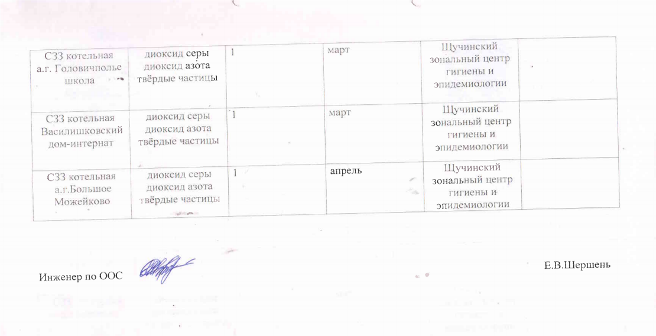 СЗЗ котельная
а.г. Головичполье
школа
диоксид серы
диоксид азота
твёрдые частицы
1
март
Щучинский
зональный центр
гигиены и
эпидемиологии
СЗЗ котельная
Василишковский
дом-интернат
диоксид серы
диоксид азота
твёрдые частицы
1
март
Щучинский
зональный центр
гигиены и
эпидемиологии
СЗЗ котельная
а.г.Большое
Можейково
диоксид серы
диоксид азота
твёрдые частицы
1
апрель
Щучинский
зональный центр
гигиены и
эпидемиологии
Инженер по ООС
Е.В.Шершень